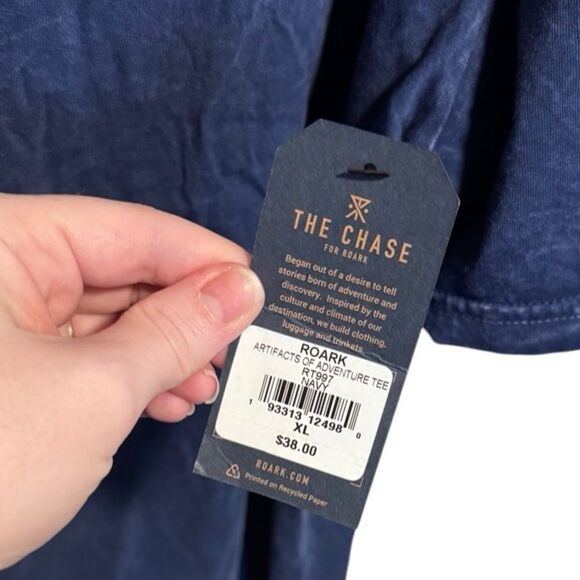 THE CHASE
FOR ROARK
Began out of a desire to tell
stories born of adventure and
discovery. Inspired by the
culture and climate of our
destination, we build clothing,
luggage and trinkets
ROARK
ARTIFACTS OF ADVENTURE TEE
RT997
NAVY
1 93313 12498 0
XL
$38.00
ROARK.COM
Printed on Recycled Paper